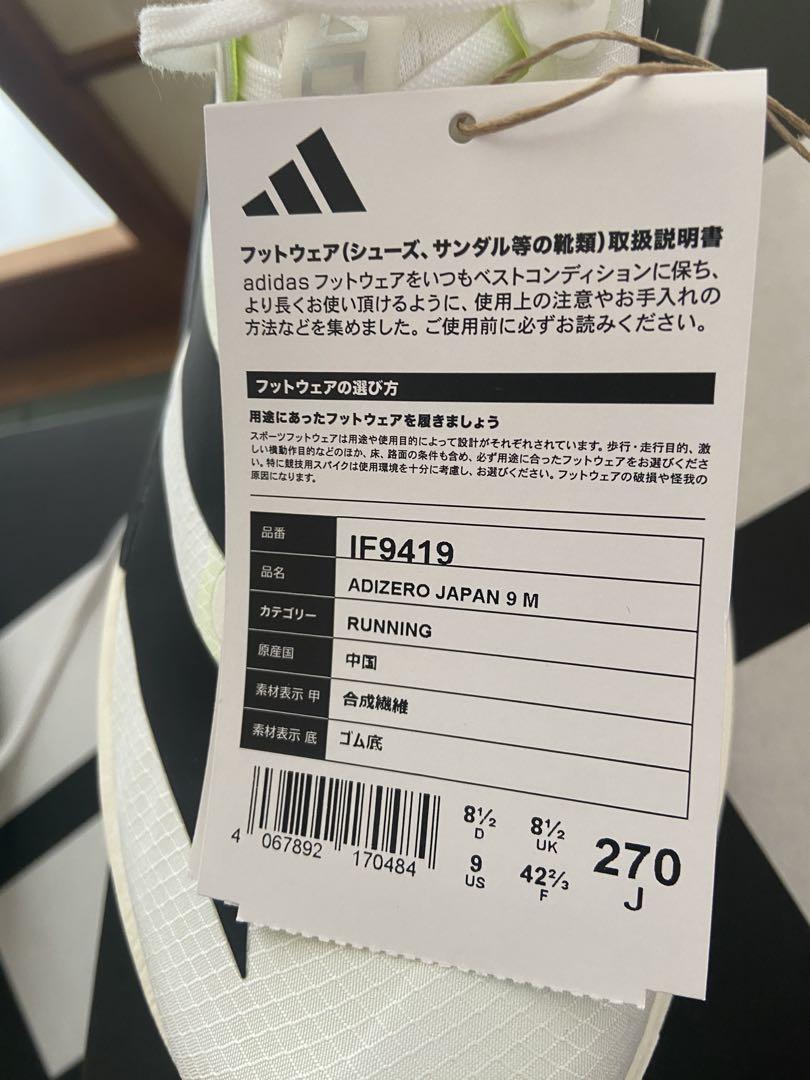 フットウェア(シューズ、サンダル等の靴類)取扱説明書
adidas フットウェアをいつもベストコンディションに保ち、
より長くお使い頂けるように、使用上の注意やお手入れの
方法などを集めました。ご使用前に必ずお読みください。
フットウェアの選び方
用途にあったフットウェアを履きましょう
スポーツフットウェアは用途や使用目的によって設計がそれぞれされています。歩行・走行目的、激
しい横動作目的などのほか、床、路面の条件も含め、必ず用途に合ったフットウェアをお選びくださ
い。特に競技用スパイクは使用環境を十分に考慮し、お選びください。フットウェアの破損や怪我の
原因になります。
品番 IF9419
品名 ADIZERO JAPAN 9 M
カテゴリー RUNNING
原産国 中国
素材表示 甲 合成繊維
素材表示 底 ゴム底
8½ 8½ 270
D UK J
9 42⅔
US F
4 067892 170484